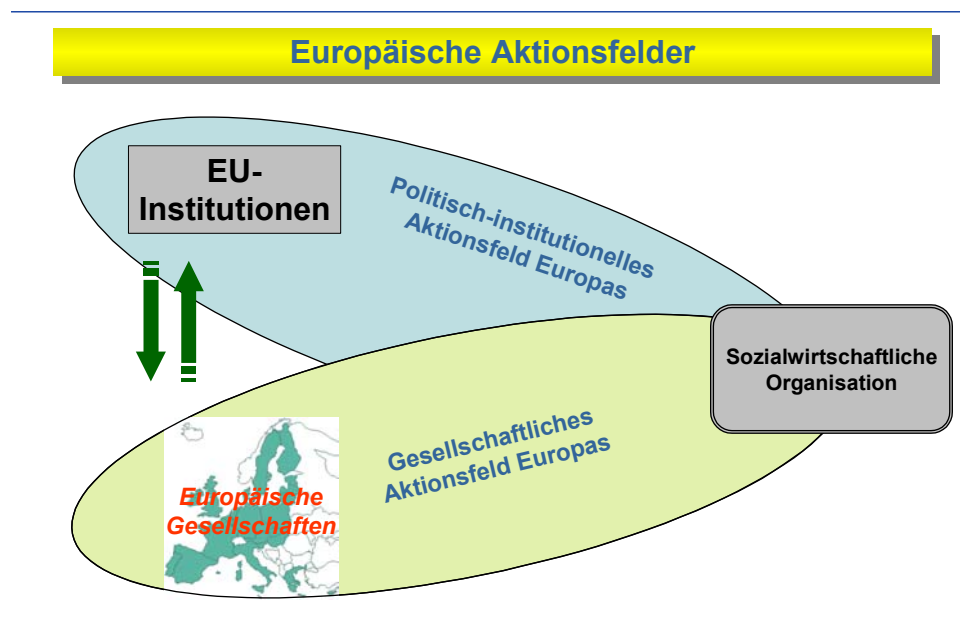 Europäische Aktionsfelder
EU-
Institutionen
Politisch-institutionelles
Aktionsfeld Europas
Sozialwirtschaftliche
Organisation
Gesellschaftliches
Aktionsfeld Europas
Europäische
Gesellschaften